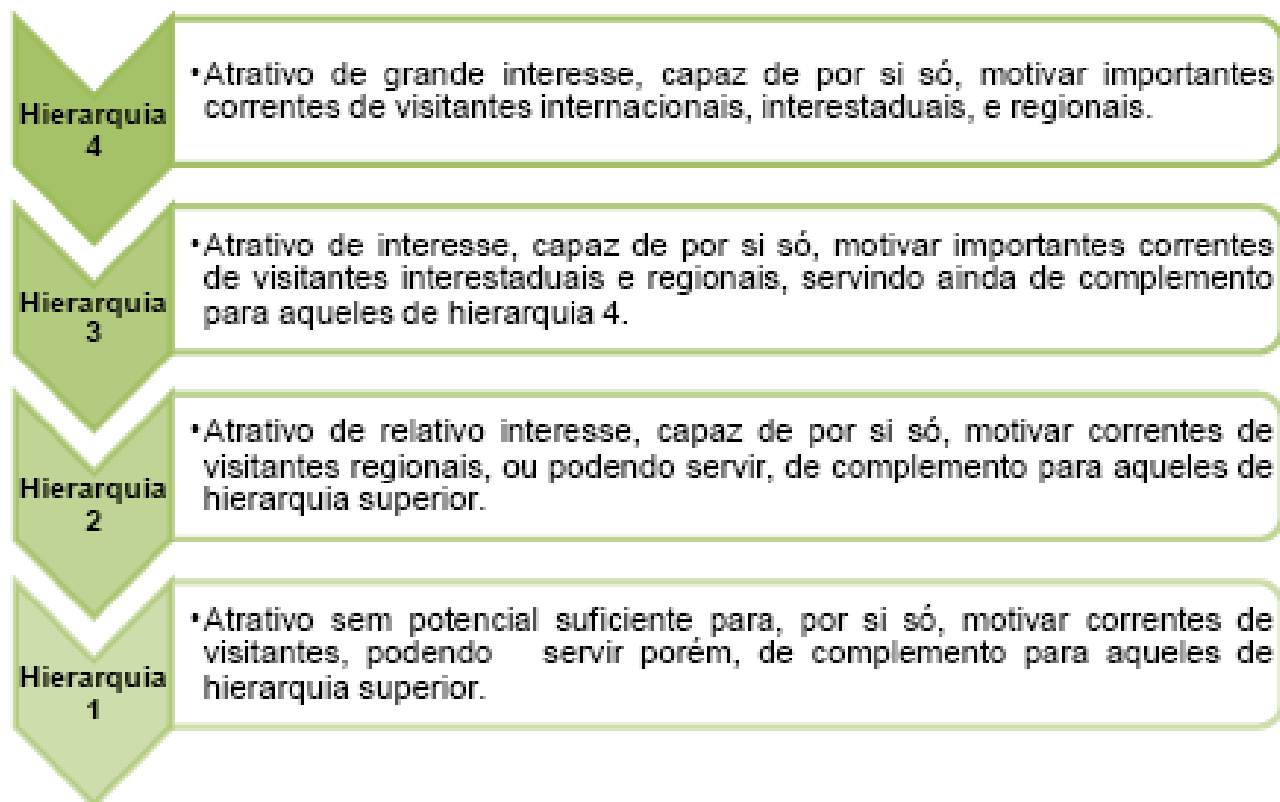 Hierarquia
4
•Atrativo de grande interesse, capaz de por si só, motivar importantes
correntes de visitantes internacionais, interestaduais, e regionais.
Hierarquia
3
•Atrativo de interesse, capaz de por si só, motivar importantes correntes
de visitantes interestaduais e regionais, servindo ainda de complemento
para aqueles de hierarquia 4.
Hierarquia
2
•Atrativo de relativo interesse, capaz de por si só, motivar correntes de
visitantes regionais, ou podendo servir, de complemento para aqueles de
hierarquia superior.
Hierarquia
1
•Atrativo sem potencial suficiente para, por si só, motivar correntes de
visitantes, podendo servir porém, de complemento para aqueles de
hierarquia superior.